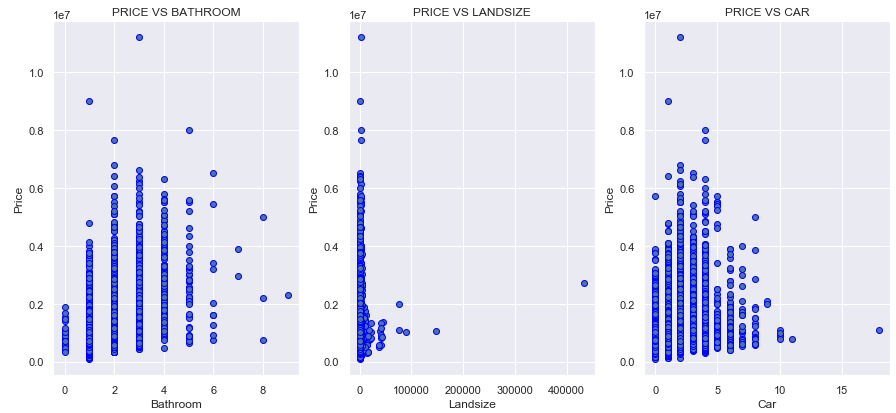 PRICE VS BATHROOM
1e7
1.0
0.8
0.6
0.4
0.2
0.0
Price
0 2 4 6 8
Bathroom
PRICE VS LANDSIZE
1e7
1.0
0.8
0.6
0.4
0.2
0.0
Price
0 100000 200000 300000 400000
Landsize
PRICE VS CAR
1e7
1.0
0.8
0.6
0.4
0.2
0.0
Price
0 5 10 15
Car